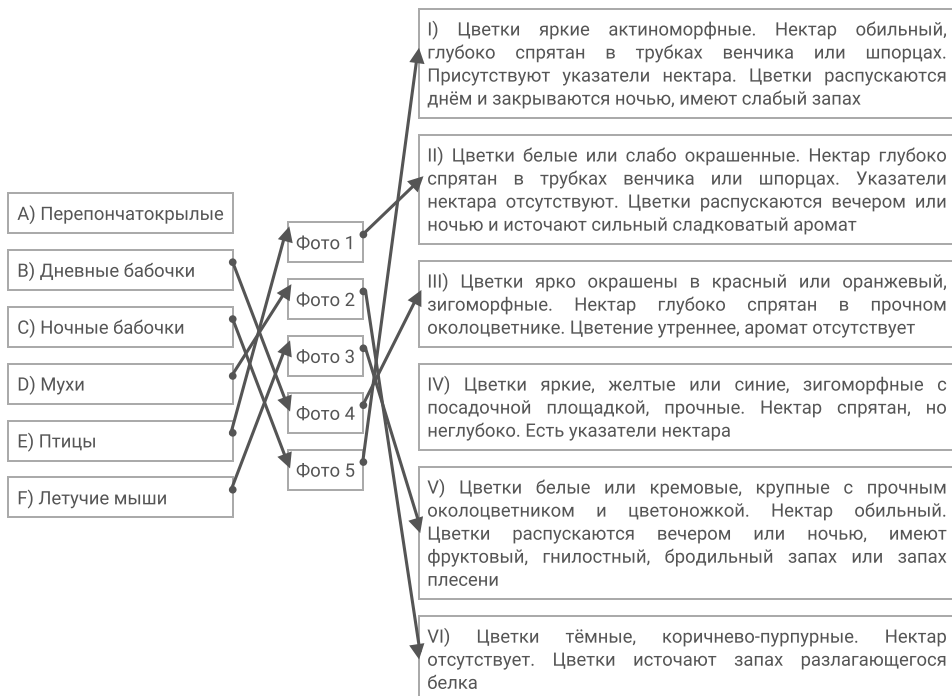 A) Перепончатокрылые
B) Дневные бабочки
C) Ночные бабочки
D) Мухи
E) Птицы
F) Летучие мыши
Фото 1
Фото 2
Фото 3
Фото 4
Фото 5
I) Цветки яркие актиноморфные. Нектар обильный,
глубоко спрятан в трубках венчика или шпорцах.
Присутствуют указатели нектара. Цветки распускаются
днём и закрываются ночью, имеют слабый запах
II) Цветки белые или слабо окрашенные. Нектар глубоко
спрятан в трубках венчика или шпорцах. Указатели
нектара отсутствуют. Цветки распускаются вечером или
ночью и источают сильный сладковатый аромат
III) Цветки ярко окрашены в красный или оранжевый,
зигоморфные. Нектар глубоко спрятан в прочном
околоцветнике. Цветение утреннее, аромат отсутствует
IV) Цветки яркие, желтые или синие, зигоморфные с
посадочной площадкой, прочные. Нектар спрятан, но
неглубоко. Есть указатели нектара
V) Цветки белые или кремовые, крупные с прочным
околоцветником и цветоножкой. Нектар обильный.
Цветки распускаются вечером или ночью, имеют
фруктовый, гнилостный, бродильный запах или запах
плесени
VI) Цветки тёмные, коричнево-пурпурные. Нектар
отсутствует. Цветки источают запах разлагающегося
белка